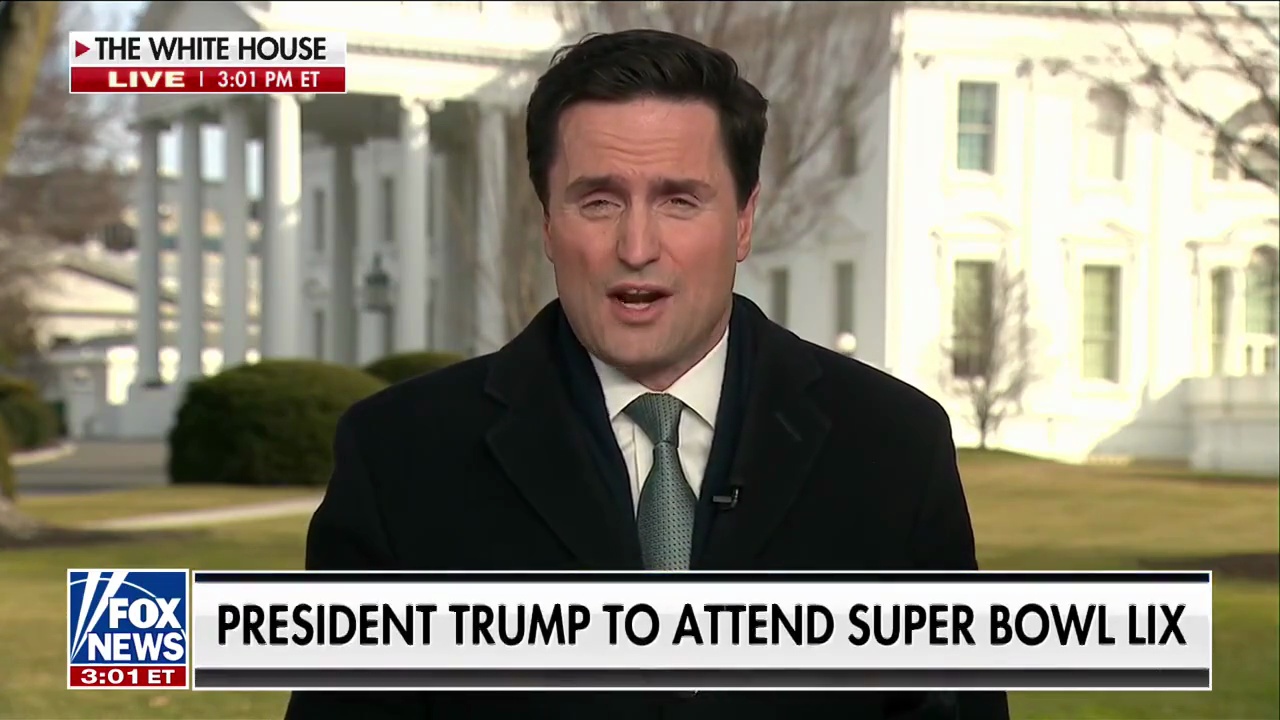 THE WHITE HOUSE
LIVE | 3:01 PM ET
FOX
NEWS
3:01 ET
PRESIDENT TRUMP TO ATTEND SUPER BOWL LIX